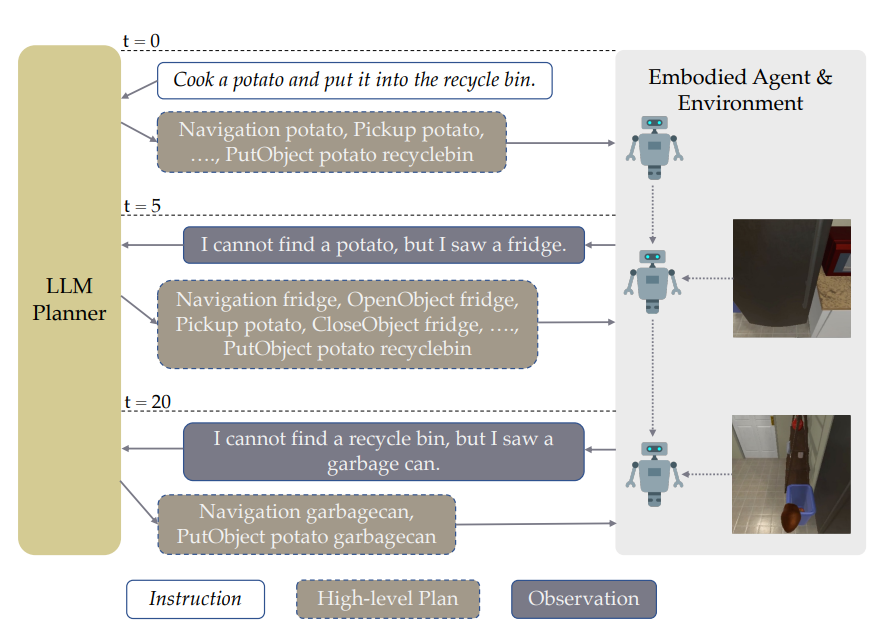 t = 0
Cook a potato and put it into the recycle bin.
Embodied Agent &
Environment
Navigation potato, Pickup potato,
...., PutObject potato recyclebin
t = 5
I cannot find a potato, but I saw a fridge.
LLM
Planner
Navigation fridge, OpenObject fridge,
Pickup potato, CloseObject fridge, ....,
PutObject potato recyclebin
t = 20
I cannot find a recycle bin, but I saw a
garbage can.
Navigation garbagecan,
PutObject potato garbagecan
Instruction
High-level Plan
Observation